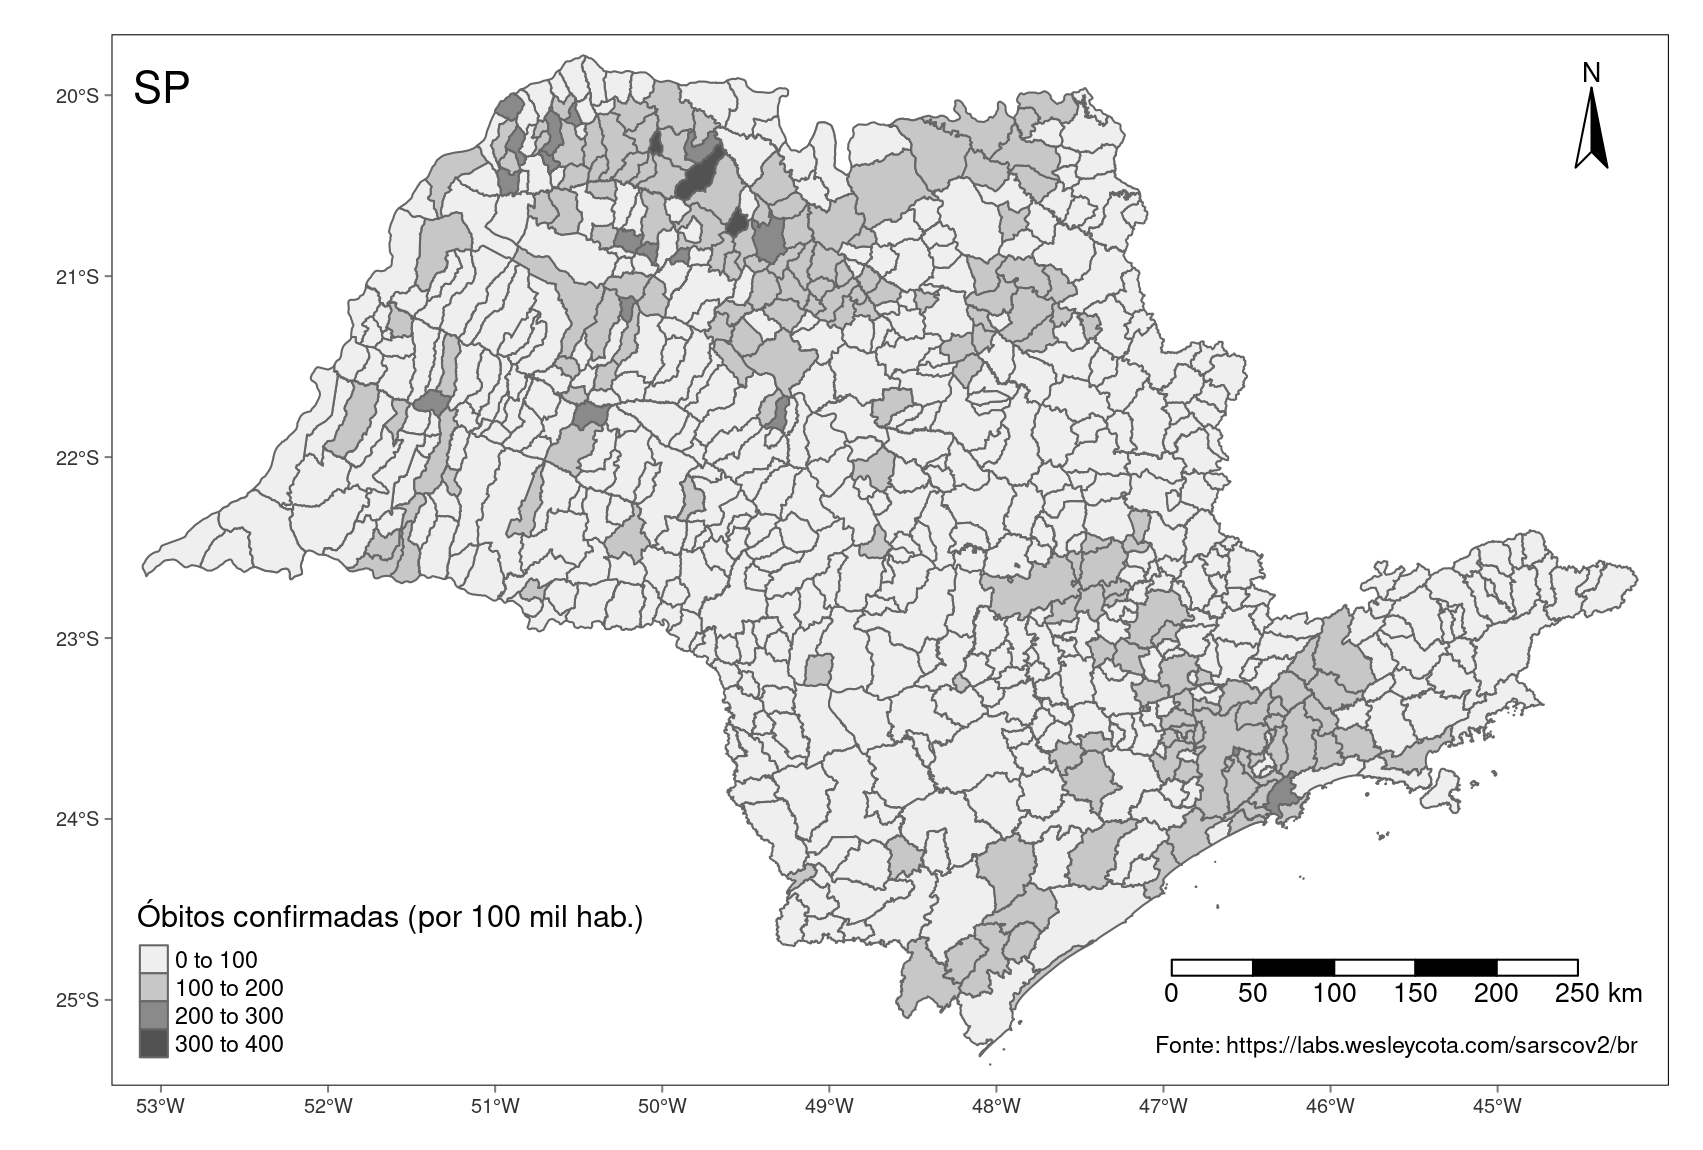 SP
N
20°S
21°S
22°S
23°S
24°S
25°S
Óbitos confirmadas (por 100 mil hab.)
0 to 100
100 to 200
200 to 300
300 to 400
0 50 100 150 200 250 km
Fonte: https://labs.wesleycota.com/sarscov2/br
53°W 52°W 51°W 50°W 49°W 48°W 47°W 46°W 45°W